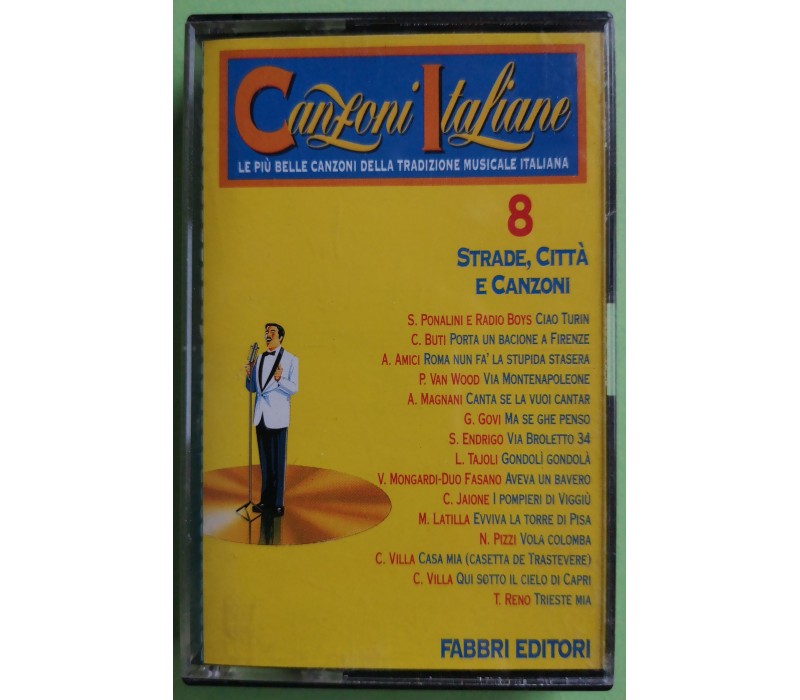 Canzoni Italiane
LE PIÙ BELLE CANZONI DELLA TRADIZIONE MUSICALE ITALIANA
8
STRADE, CITTÀ
E CANZONI
S. PONALINI E RADIO BOYS CIAO TURIN
C. BUTI PORTA UN BACIONE A FIRENZE
A. AMICI ROMA NUN FA' LA STUPIDA STASERA
P. VAN WOOD VIA MONTENAPOLEONE
A. MAGNANI CANTA SE LA VUOI CANTAR
G. GOVI MA SE GHE PENSO
S. ENDRIGO VIA BROLETTO 34
L. TAJOLI GONDOLÌ GONDOLÀ
V. MONGARDI-DUO FASANO AVEVA UN BAVERO
C. JAIONE I POMPIERI DI VIGGIÙ
M. LATILLA EVVIVA LA TORRE DI PISA
N. PIZZI VOLA COLOMBA
C. VILLA CASA MIA (CASETTA DE TRASTEVERE)
C. VILLA QUI SOTTO IL CIELO DI CAPRI
T. RENO TRIESTE MIA
FABBRI EDITORI